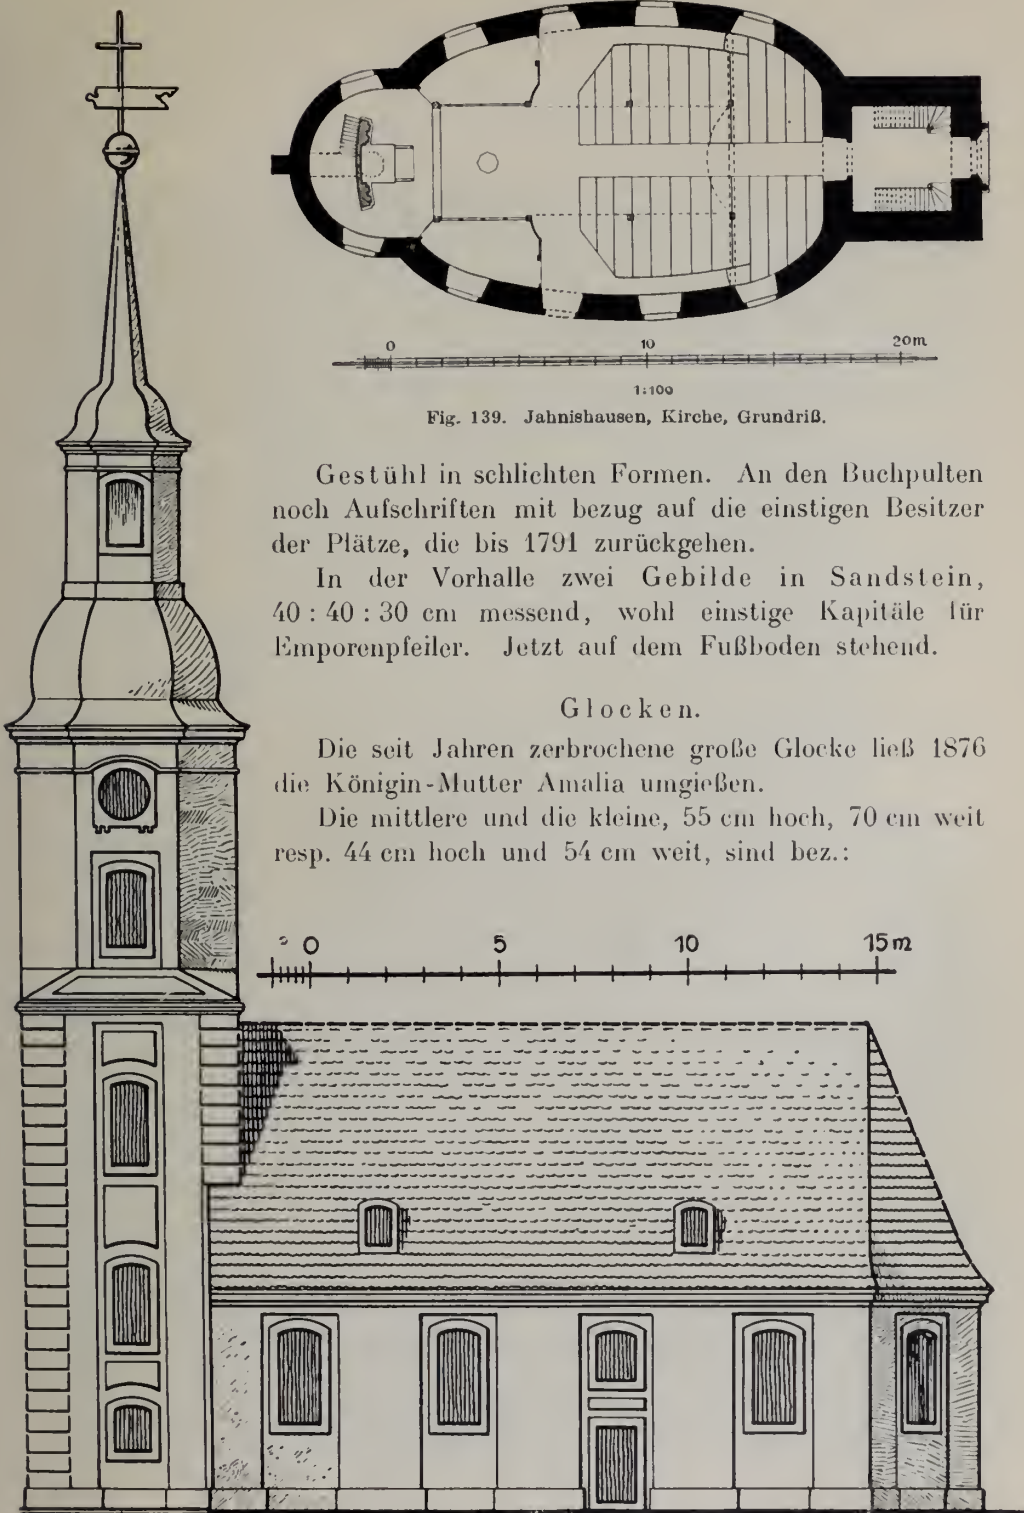 0 10 20m
1:100
Fig. 139. Jahnishausen, Kirche, Grundriß.
Gestühl in schlichten Formen. An den Buchpulten
noch Aufschriften mit bezug auf die einstigen Besitzer
der Plätze, die bis 1791 zurückgehen.
In der Vorhalle zwei Gebilde in Sandstein,
40 : 40 : 30 cm messend, wohl einstige Kapitäle für
Emporenpfeiler. Jetzt auf dem Fußboden stehend.
Glocken.
Die seit Jahren zerbrochene große Glocke ließ 1876
die Königin-Mutter Amalia umgießen.
Die mittlere und die kleine, 55 cm hoch, 70 cm weit
resp. 44 cm hoch und 54 cm weit, sind bez.:
0 5 10 15m